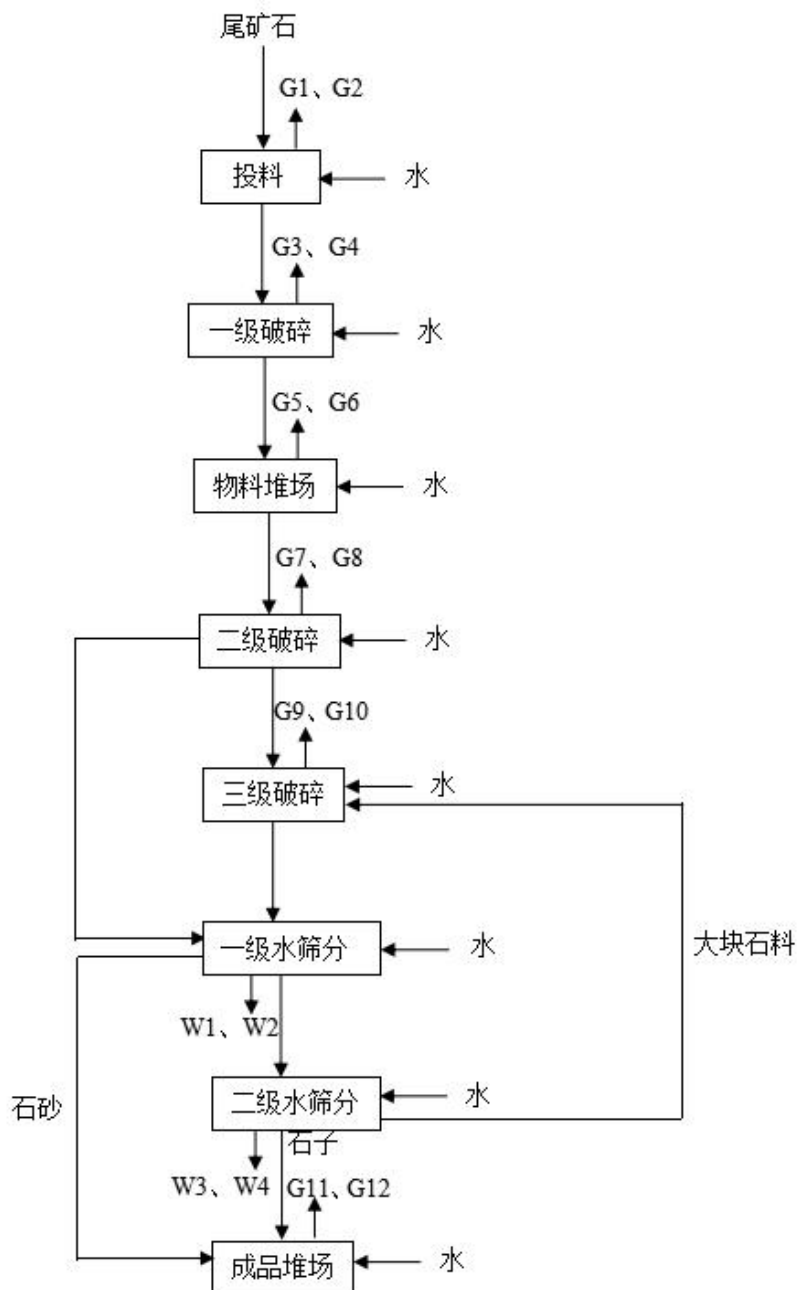 尾矿石
G1、G2
投料
水
G3、G4
一级破碎
水
G5、G6
物料堆场
水
G7、G8
二级破碎
水
G9、G10
三级破碎
水
一级水筛分
水
大块石料
W1、W2
石砂
二级水筛分
水
石子
W3、W4
G11、G12
成品堆场
水